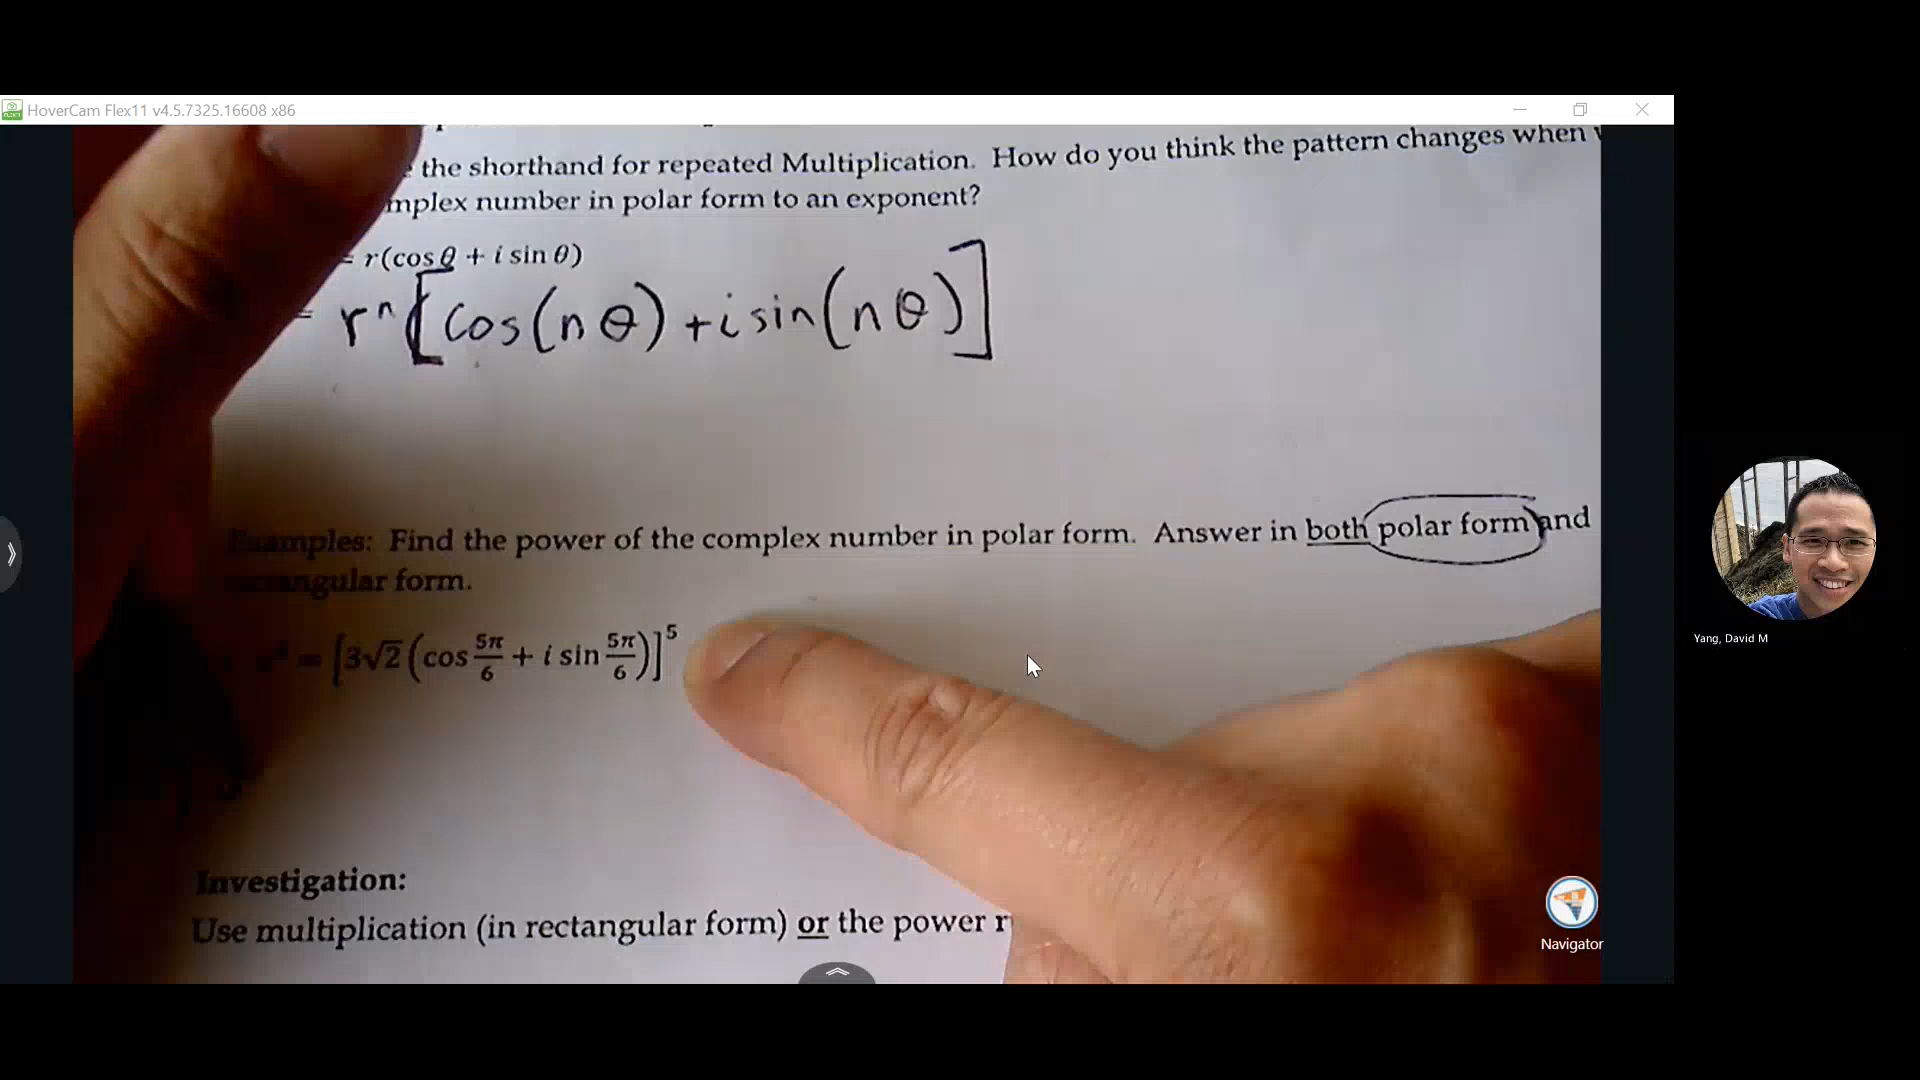 HoverCam Flex11 v4.5.7325.16608 x86
the shorthand for repeated Multiplication. How do you think the pattern changes when
mplex number in polar form to an exponent?
= r(cos θ + i sin θ)
= rⁿ[cos(nθ) + i sin(nθ)]
Examples: Find the power of the complex number in polar form. Answer in both polar form and
rectangular form.
= [3√2(cos 5π/6 + i sin 5π/6)]⁵
Yang, David M
Investigation:
Use multiplication (in rectangular form) or the power r
Navigator